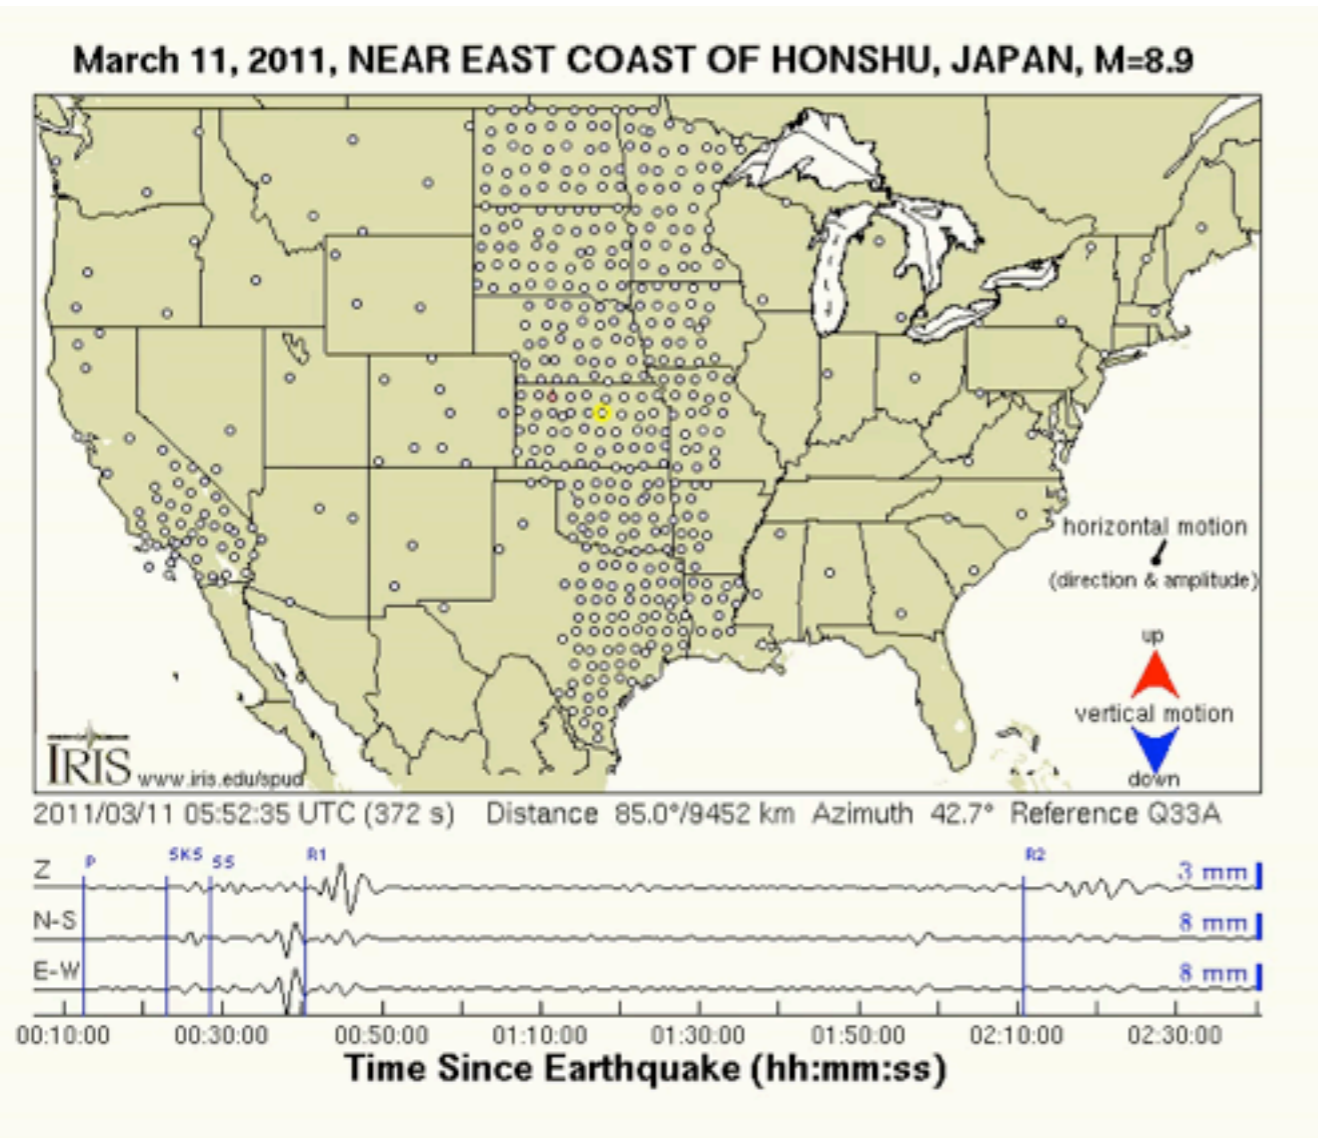 March 11, 2011, NEAR EAST COAST OF HONSHU, JAPAN, M=8.9
horizontal motion
(direction & amplitude)
up
vertical motion
down
IRIS www.iris.edu/spud
2011/03/11 05:52:35 UTC (372 s) Distance 85.0°/9452 km Azimuth 42.7° Reference Q33A
P SKS SS R1 R2
Z 3 mm
N-S 8 mm
E-W 8 mm
00:10:00 00:30:00 00:50:00 01:10:00 01:30:00 01:50:00 02:10:00 02:30:00
Time Since Earthquake (hh:mm:ss)